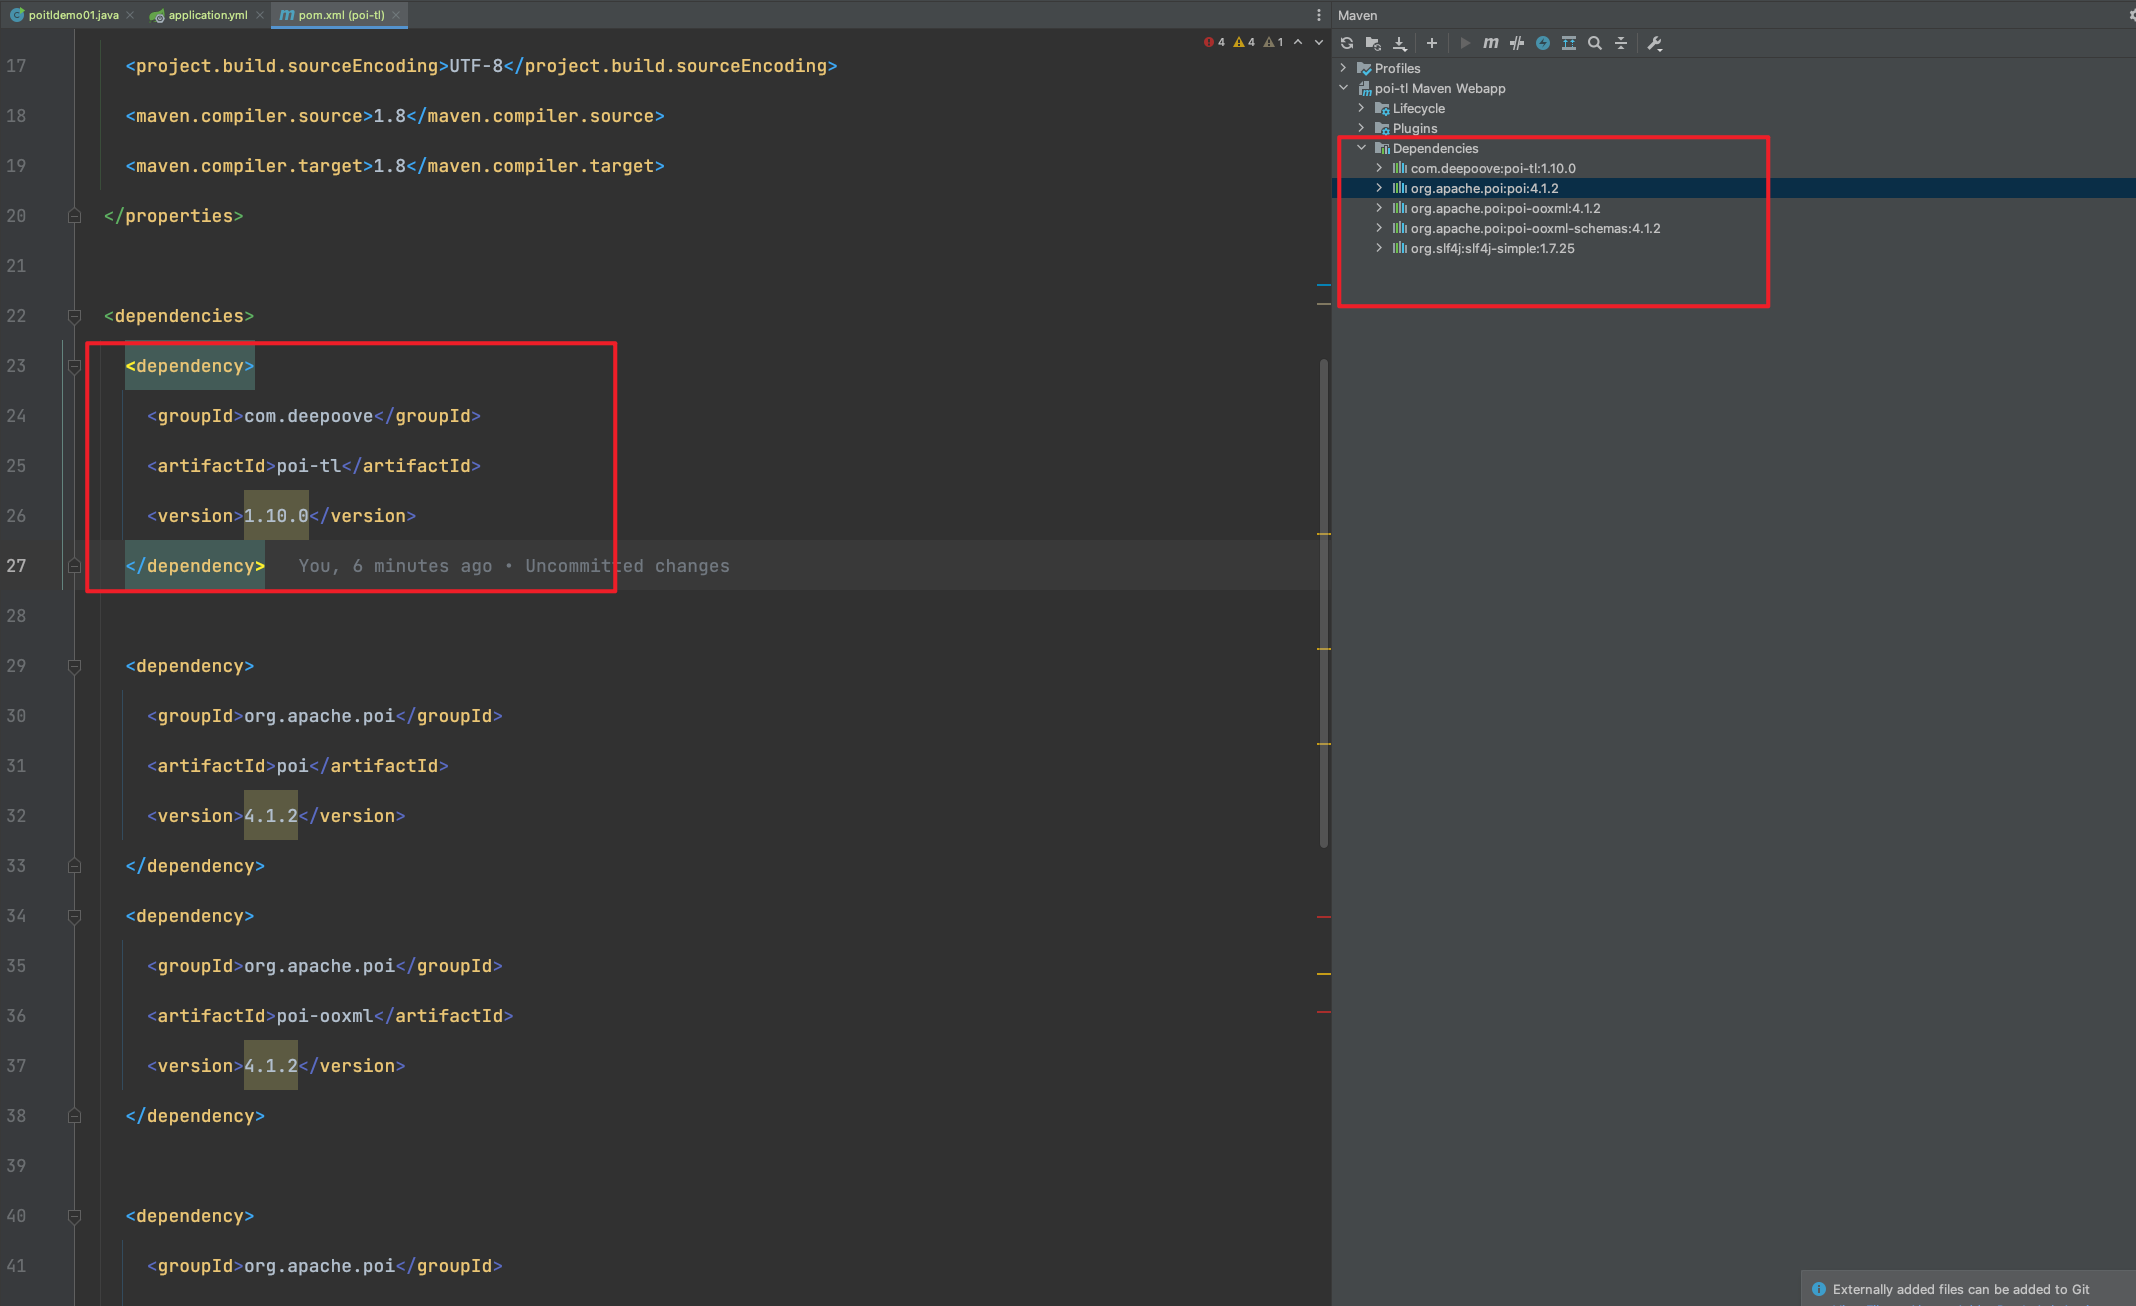 poitldemo01.java
application.yml
pom.xml (poi-tl)
4 4 1
17 <project.build.sourceEncoding>UTF-8</project.build.sourceEncoding>
18 <maven.compiler.source>1.8</maven.compiler.source>
19 <maven.compiler.target>1.8</maven.compiler.target>
20 </properties>
21
22 <dependencies>
23 <dependency>
24 <groupId>com.deepoove</groupId>
25 <artifactId>poi-tl</artifactId>
26 <version>1.10.0</version>
27 </dependency> You, 6 minutes ago • Uncommitted changes
28
29 <dependency>
30 <groupId>org.apache.poi</groupId>
31 <artifactId>poi</artifactId>
32 <version>4.1.2</version>
33 </dependency>
34 <dependency>
35 <groupId>org.apache.poi</groupId>
36 <artifactId>poi-ooxml</artifactId>
37 <version>4.1.2</version>
38 </dependency>
39
40 <dependency>
41 <groupId>org.apache.poi</groupId>
Maven
Profiles
poi-tl Maven Webapp
Lifecycle
Plugins
Dependencies
com.deepoove:poi-tl:1.10.0
org.apache.poi:poi:4.1.2
org.apache.poi:poi-ooxml:4.1.2
org.apache.poi:poi-ooxml-schemas:4.1.2
org.slf4j:slf4j-simple:1.7.25
Externally added files can be added to Git